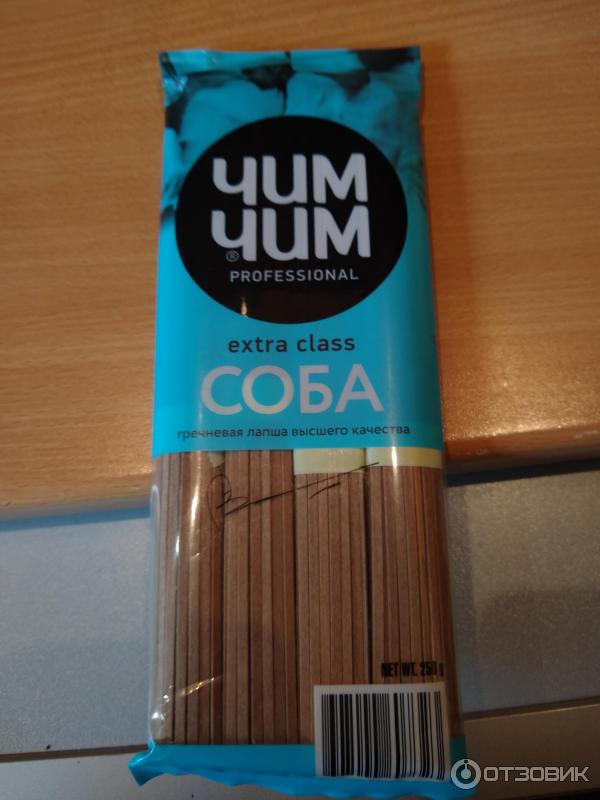 ЧИМ
ЧИМ®
PROFESSIONAL
extra class
СОБА
гречневая лапша высшего качества
NET WT. 250 g
ОТЗОВИК